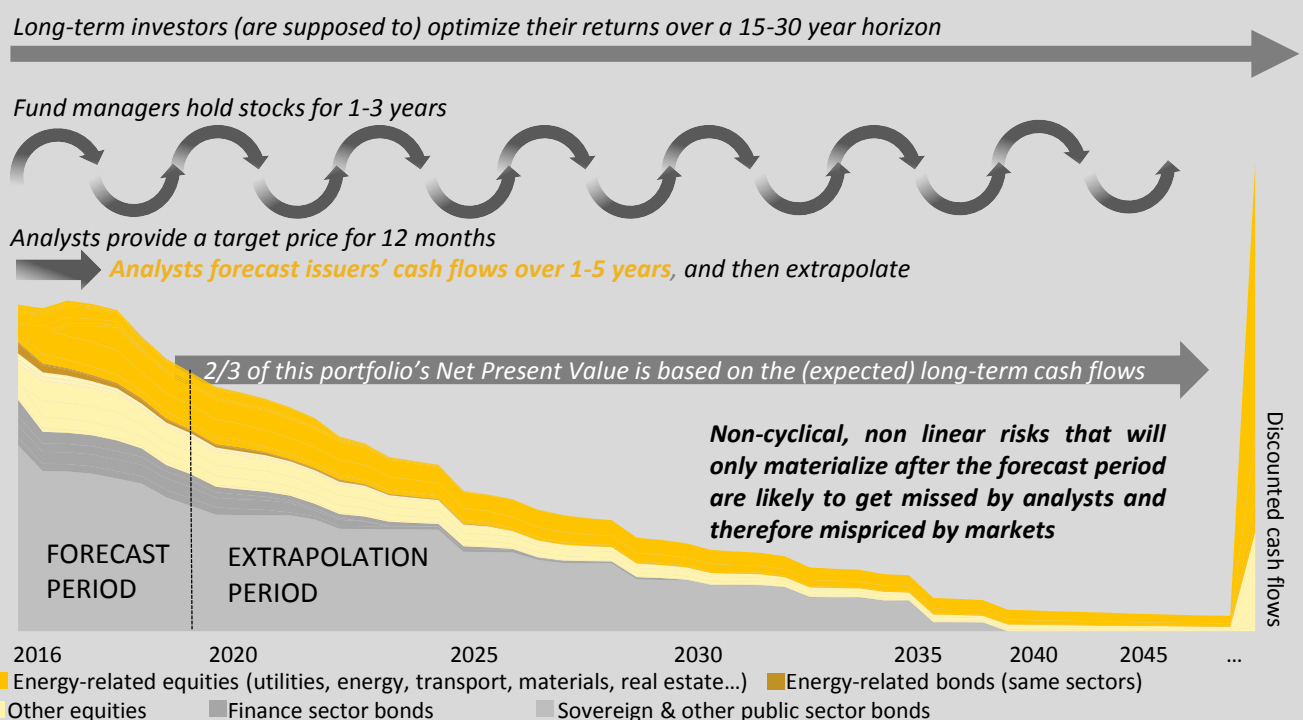 Long-term investors (are supposed to) optimize their returns over a 15-30 year horizon
Fund managers hold stocks for 1-3 years
Analysts provide a target price for 12 months
Analysts forecast issuers' cash flows over 1-5 years, and then extrapolate
2/3 of this portfolio's Net Present Value is based on the (expected) long-term cash flows
Non-cyclical, non linear risks that will
only materialize after the forecast period
are likely to get missed by analysts and
therefore mispriced by markets
Discounted cash flows
FORECAST
PERIOD
EXTRAPOLATION
PERIOD
2016 2020 2025 2030 2035 2040 2045 ...
Energy-related equities (utilities, energy, transport, materials, real estate...) Energy-related bonds (same sectors)
Other equities Finance sector bonds Sovereign & other public sector bonds